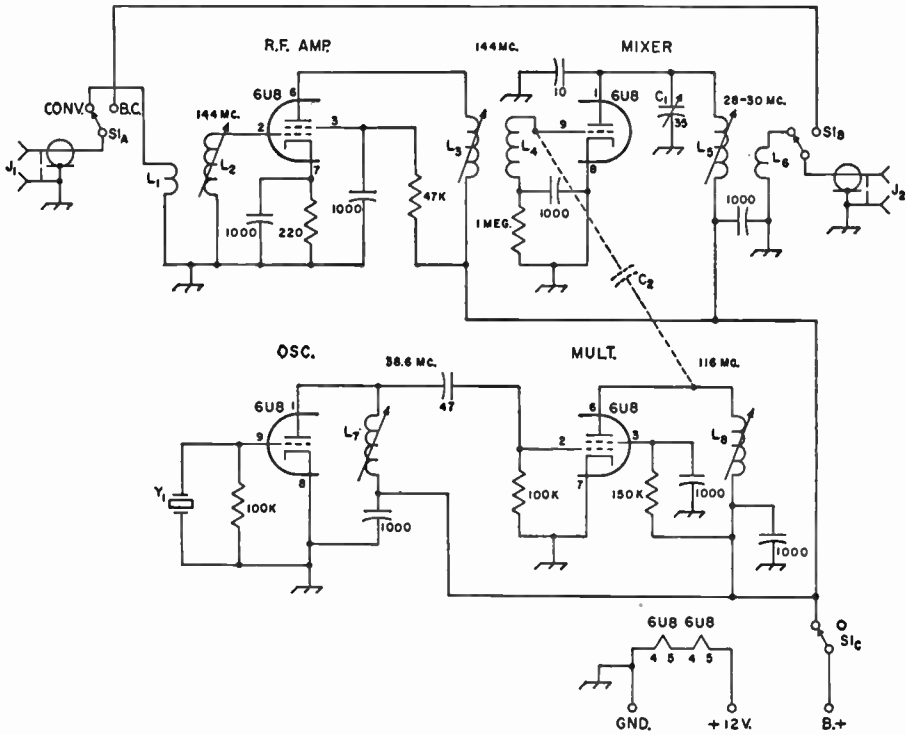 R.F. AMP.
144 MC.
MIXER
CONV.
B.C.
S1A
J1
L1
144 MC.
L2
6U8
6
2
3
7
1000
220
1000
47K
L3
10
1
6U8
9
8
L4
1 MEG.
1000
C1
35
28-30 MC.
L5
L6
1000
S1B
J2
C2
OSC.
38.6 MC.
MULT.
116 MC.
6U8
1
9
8
Y1
100K
L7
1000
47
6
6U8
2
3
7
100K
150K
1000
L8
1000
6U8 6U8
4 5 4 5
O
S1C
GND.
+12V.
B.+